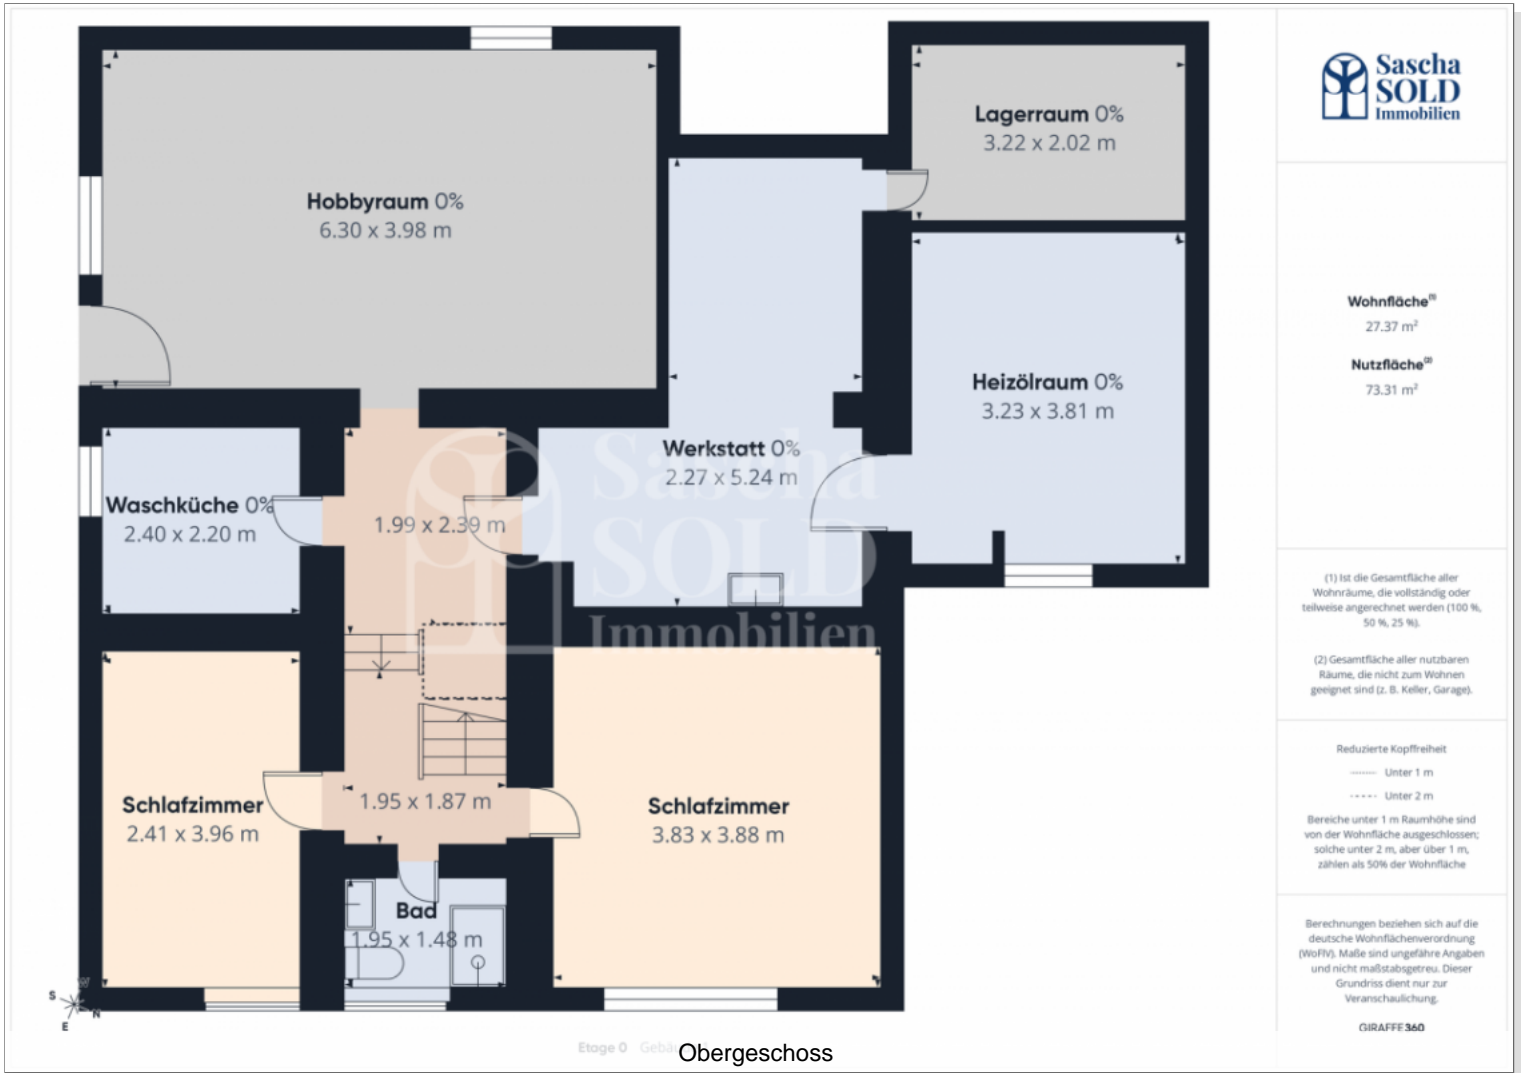 Sascha
SOLD
Immobilien
Lagerraum 0%
3.22 x 2.02 m
Hobbyraum 0%
6.30 x 3.98 m
Heizölraum 0%
3.23 x 3.81 m
Werkstatt 0%
2.27 x 5.24 m
Waschküche 0%
2.40 x 2.20 m
1.99 x 2.39 m
Sascha
SOLD
Immobilien
Schlafzimmer
2.41 x 3.96 m
1.95 x 1.87 m
Schlafzimmer
3.83 x 3.88 m
Bad
1.95 x 1.48 m
W
S
N
E
Etage 0
Obergeschoss
Wohnfläche(1)
27.37 m²
Nutzfläche(2)
73.31 m²
(1) Ist die Gesamtfläche aller
Wohnräume, die vollständig oder
teilweise angerechnet werden (100 %,
50 %, 25 %).
(2) Gesamtfläche aller nutzbaren
Räume, die nicht zum Wohnen
geeignet sind (z. B. Keller, Garage).
Reduzierte Kopffreiheit
Unter 1 m
Unter 2 m
Bereiche unter 1 m Raumhöhe sind
von der Wohnfläche ausgeschlossen;
solche unter 2 m, aber über 1 m,
zählen als 50% der Wohnfläche
Berechnungen beziehen sich auf die
deutsche Wohnflächenverordnung
(WoFlV). Maße sind ungefähre Angaben
und nicht maßstabsgetreu. Dieser
Grundriss dient nur zur
Veranschaulichung.
GIRAFFE360